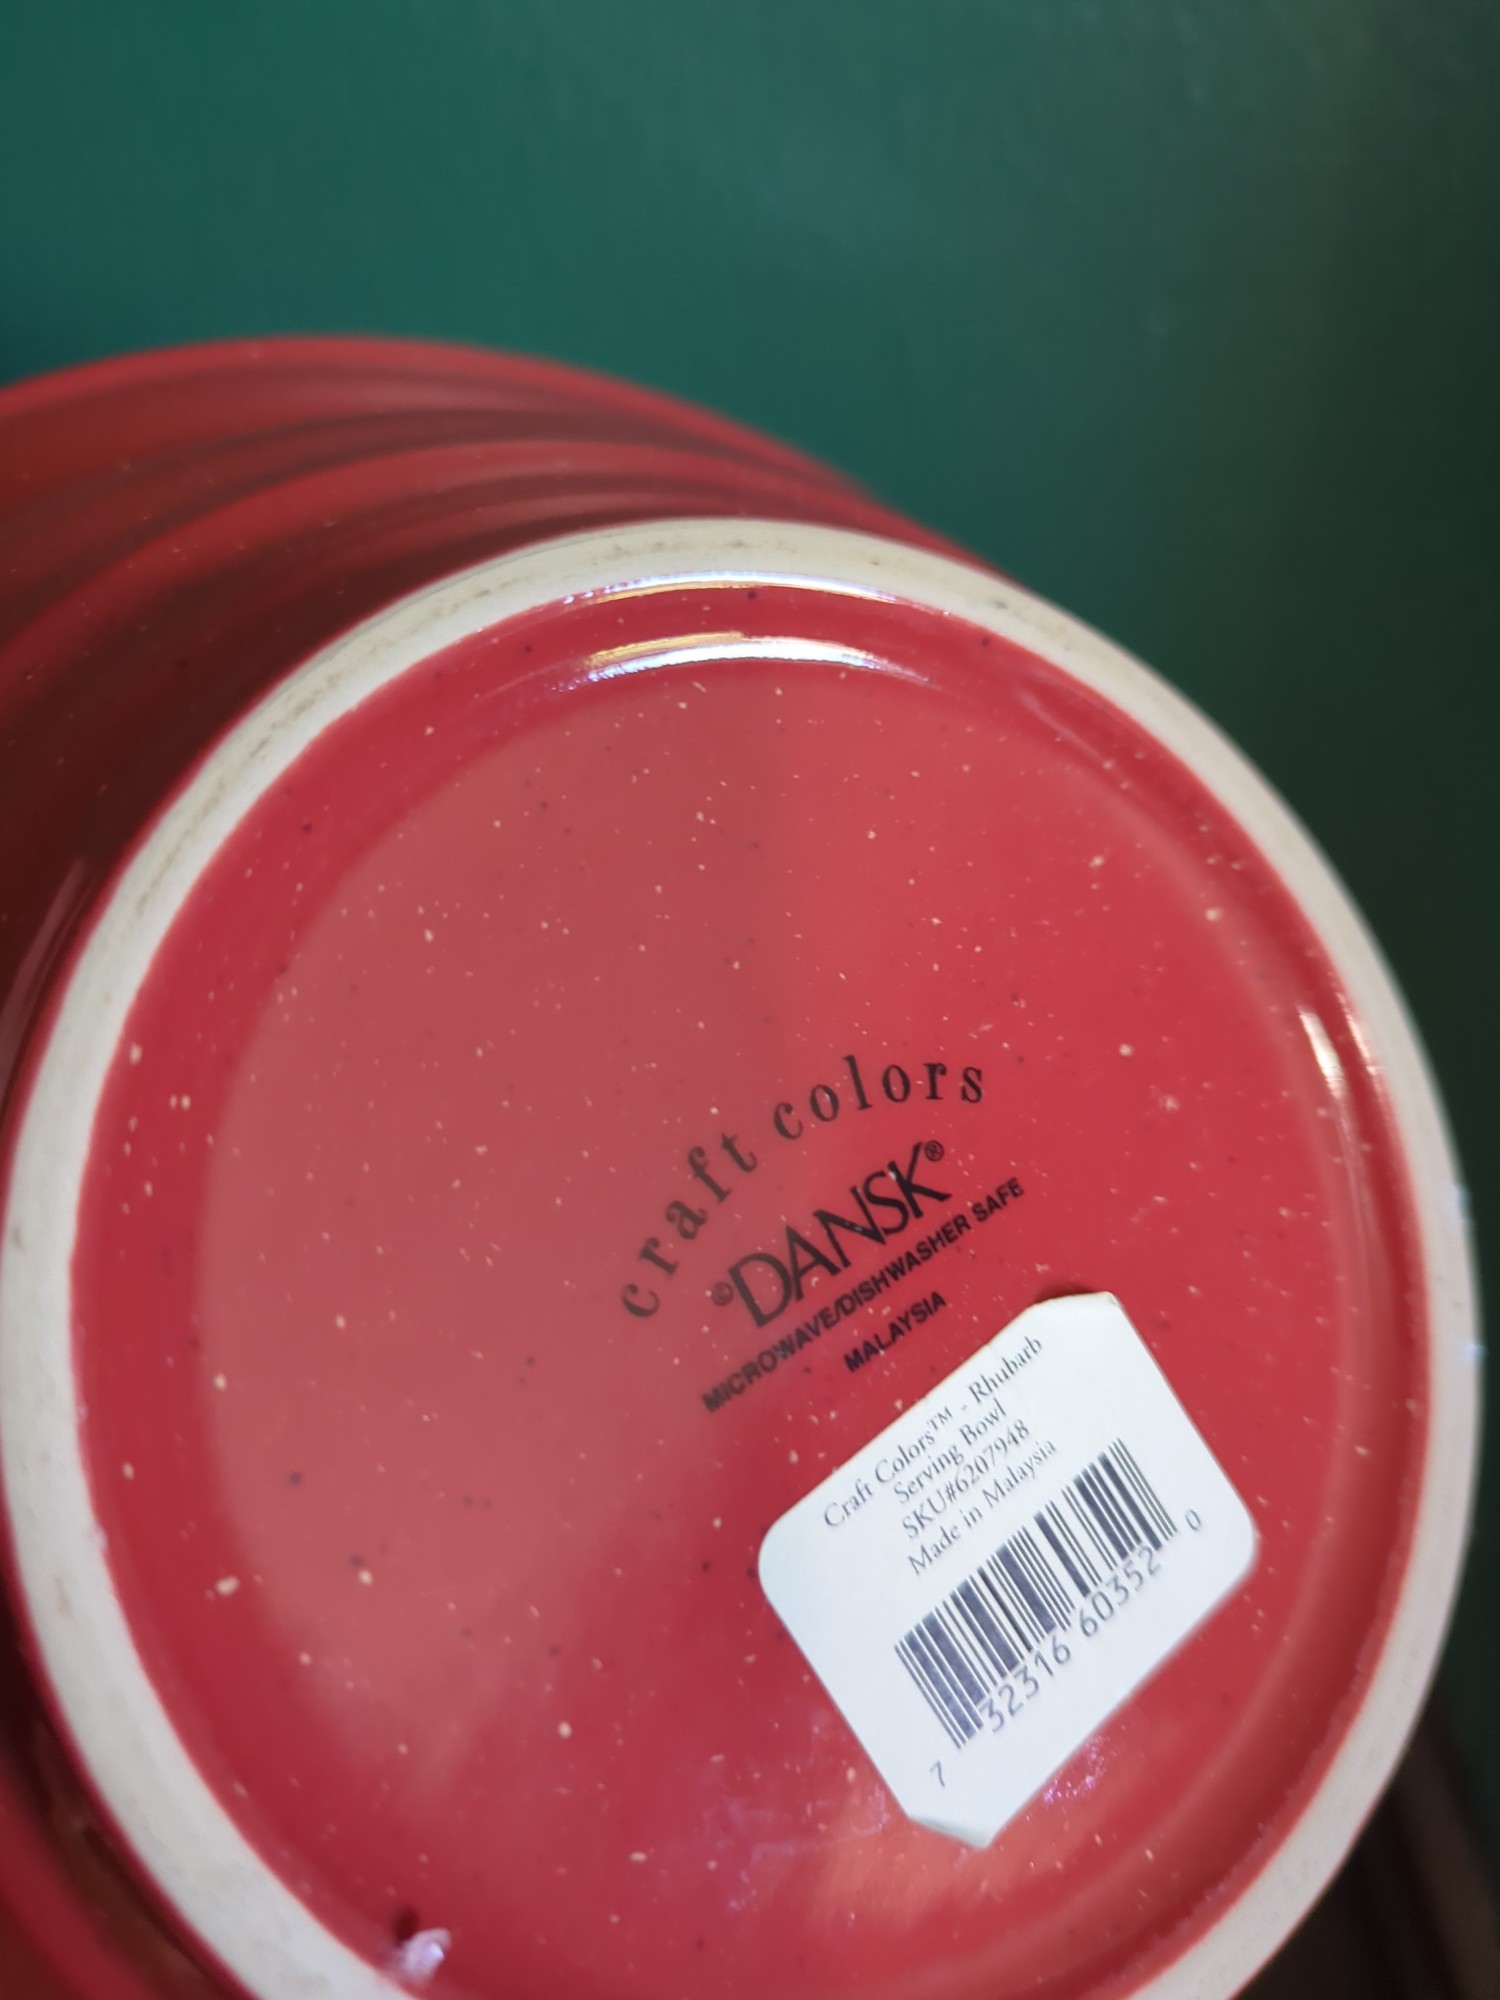 craft colors
©DANSK®
MICROWAVE/DISHWASHER SAFE
MALAYSIA
Craft Colors™ - Rhubarb
Serving Bowl
SKU#6207948
Made in Malaysia
7 32316 60352 0